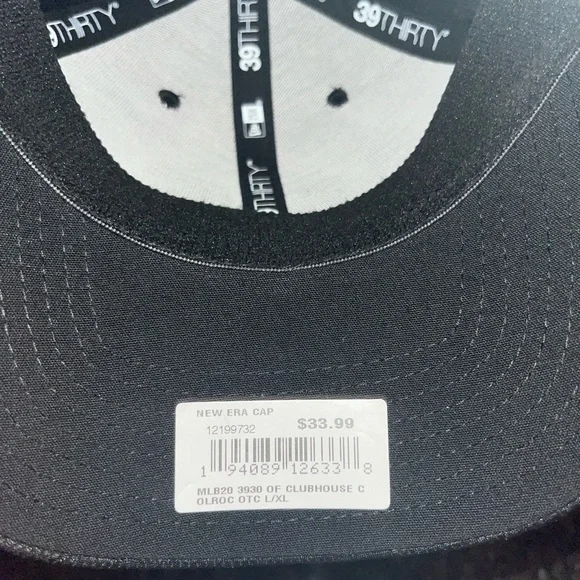 39THIRTY
39THIRTY
39THIRTY
39THIRTY
NEW ERA CAP $33.99
12199732
1 94089 12633 8
MLB20 3930 OF CLUBHOUSE C
OLROC OTC L/XL